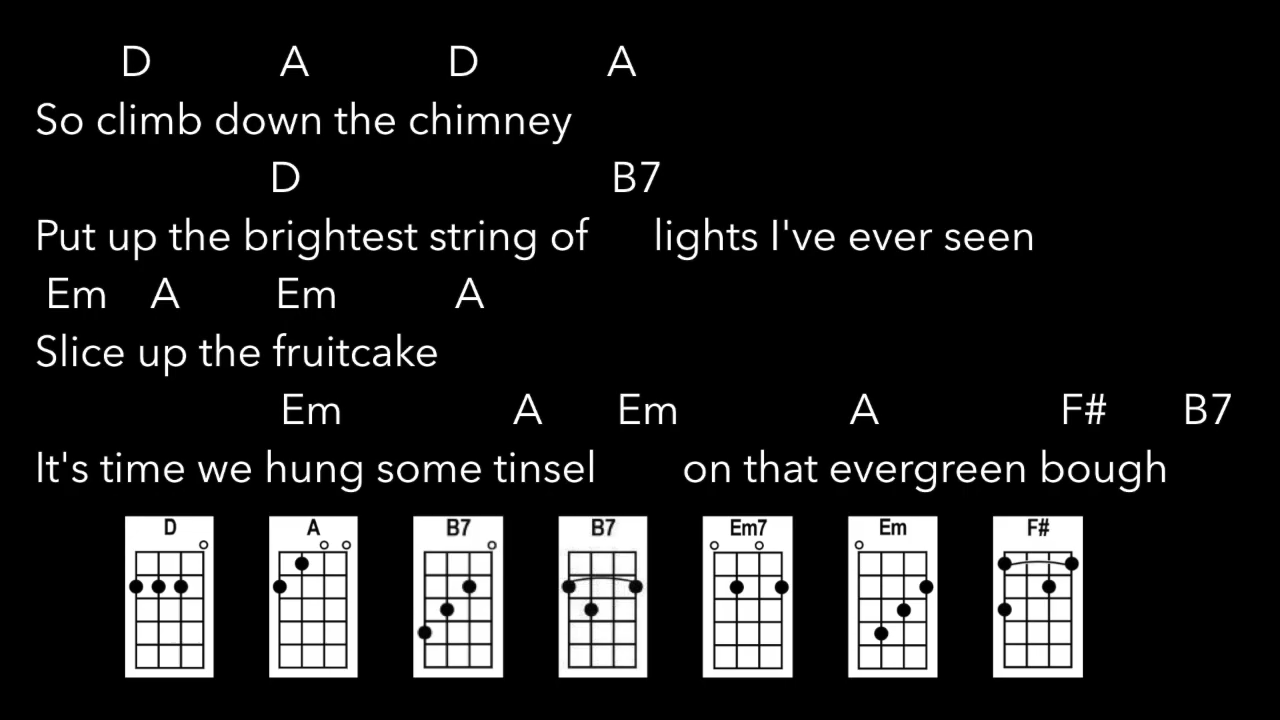 D A D A
So climb down the chimney
D B7
Put up the brightest string of lights I've ever seen
Em A Em A
Slice up the fruitcake
Em A Em A F# B7
It's time we hung some tinsel on that evergreen bough
D A B7 B7 Em7 Em F#